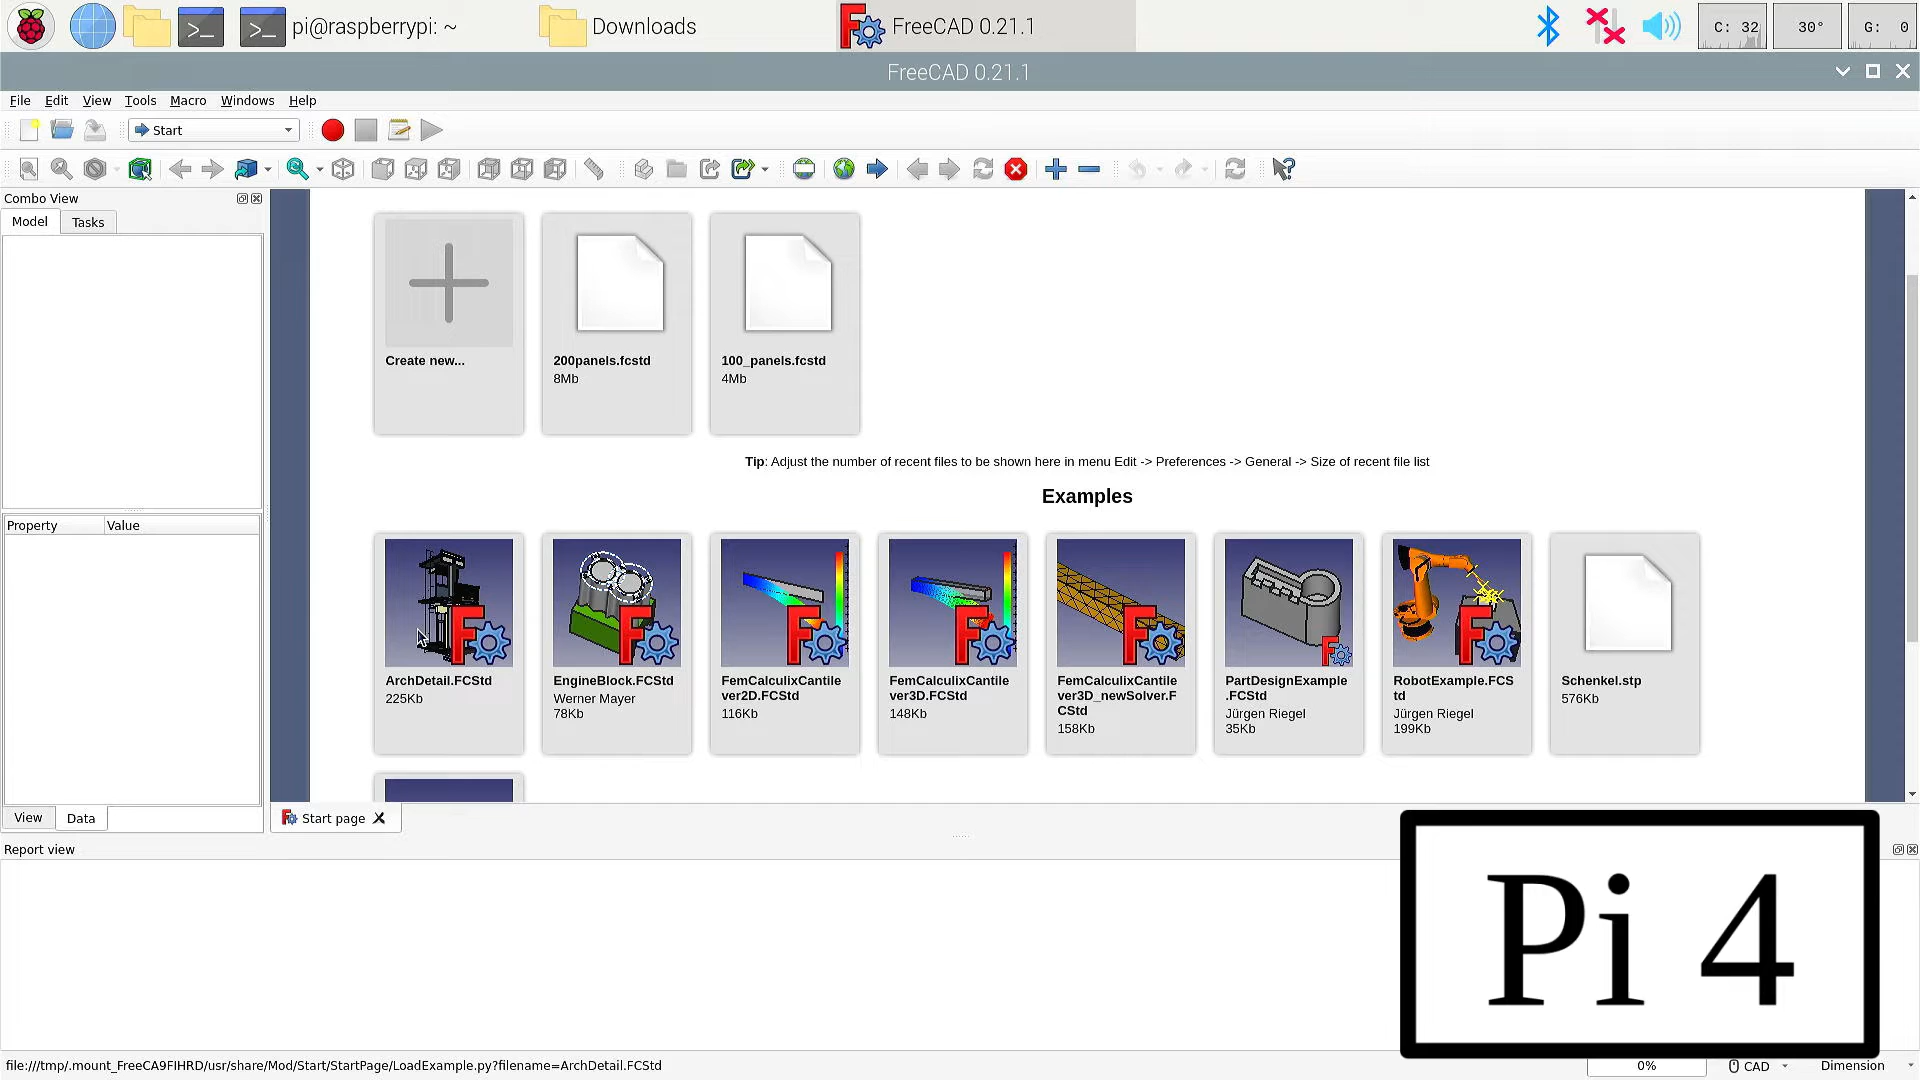 pi@raspberrypi: ~
Downloads
FreeCAD 0.21.1
C: 32
30°
G: 0
FreeCAD 0.21.1
File Edit View Tools Macro Windows Help
Start
Combo View
Model Tasks
Create new...
200panels.fcstd
8Mb
100_panels.fcstd
4Mb
Tip: Adjust the number of recent files to be shown here in menu Edit -> Preferences -> General -> Size of recent file list
Examples
Property Value
ArchDetail.FCStd
225Kb
EngineBlock.FCStd
Werner Mayer
78Kb
FemCalculixCantile
ver2D.FCStd
116Kb
FemCalculixCantile
ver3D.FCStd
148Kb
FemCalculixCantile
ver3D_newSolver.F
CStd
158Kb
PartDesignExample
.FCStd
Jürgen Riegel
35Kb
RobotExample.FCS
td
Jürgen Riegel
199Kb
Schenkel.stp
576Kb
View Data
Start page
Report view
Pi 4
file:///tmp/.mount_FreeCA9FIHRD/usr/share/Mod/Start/StartPage/LoadExample.py?filename=ArchDetail.FCStd
0%
CAD
Dimension